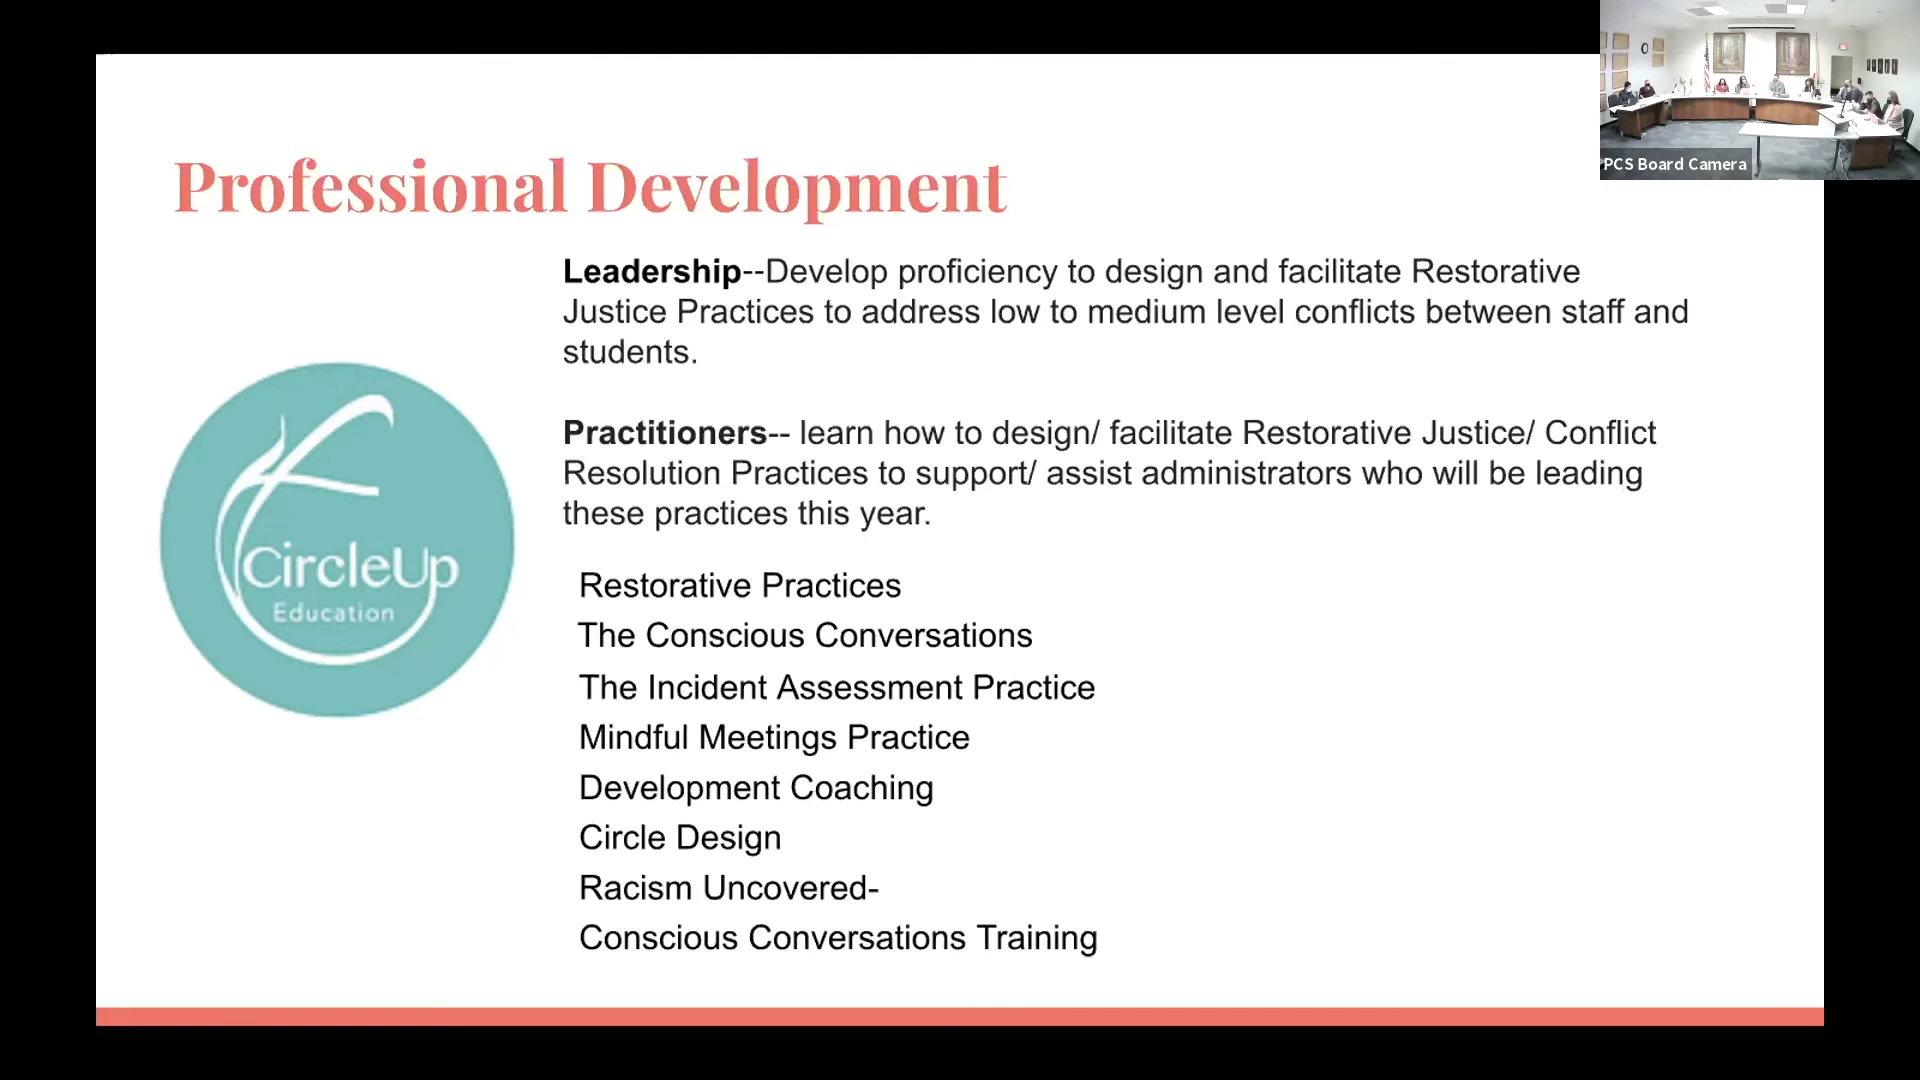 PCS Board Camera
Professional Development
Leadership--Develop proficiency to design and facilitate Restorative
Justice Practices to address low to medium level conflicts between staff and
students.
Practitioners-- learn how to design/ facilitate Restorative Justice/ Conflict
Resolution Practices to support/ assist administrators who will be leading
these practices this year.
CircleUp
Education
Restorative Practices
The Conscious Conversations
The Incident Assessment Practice
Mindful Meetings Practice
Development Coaching
Circle Design
Racism Uncovered-
Conscious Conversations Training